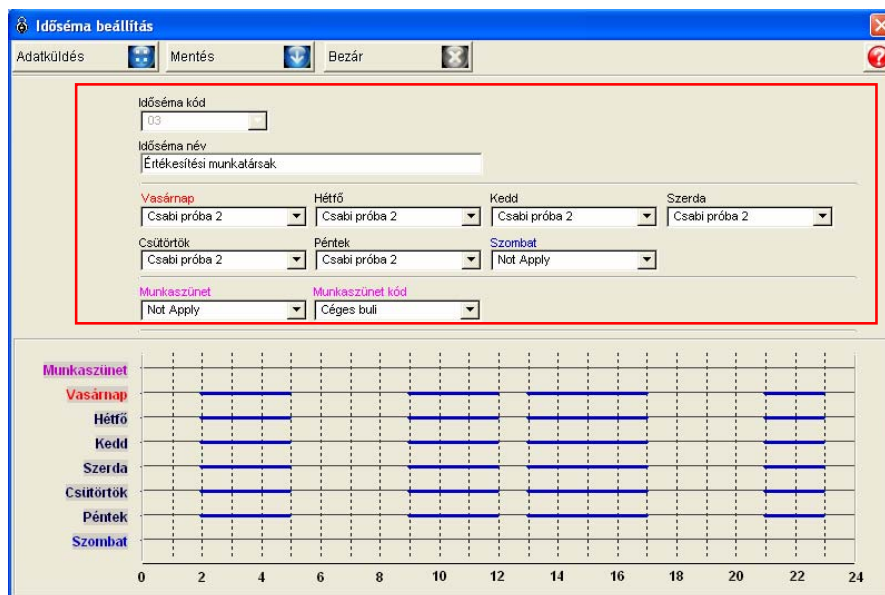 Időséma beállítás
Adatküldés Mentés Bezár
Időséma kód
03
Időséma név
Értékesítési munkatársak
Vasárnap Hétfő Kedd Szerda
Csabi próba 2 Csabi próba 2 Csabi próba 2 Csabi próba 2
Csütörtök Péntek Szombat
Csabi próba 2 Csabi próba 2 Not Apply
Munkaszünet Munkaszünet kód
Not Apply Céges buli
Munkaszünet
Vasárnap
Hétfő
Kedd
Szerda
Csütörtök
Péntek
Szombat
0 2 4 6 8 10 12 14 16 18 20 22 24